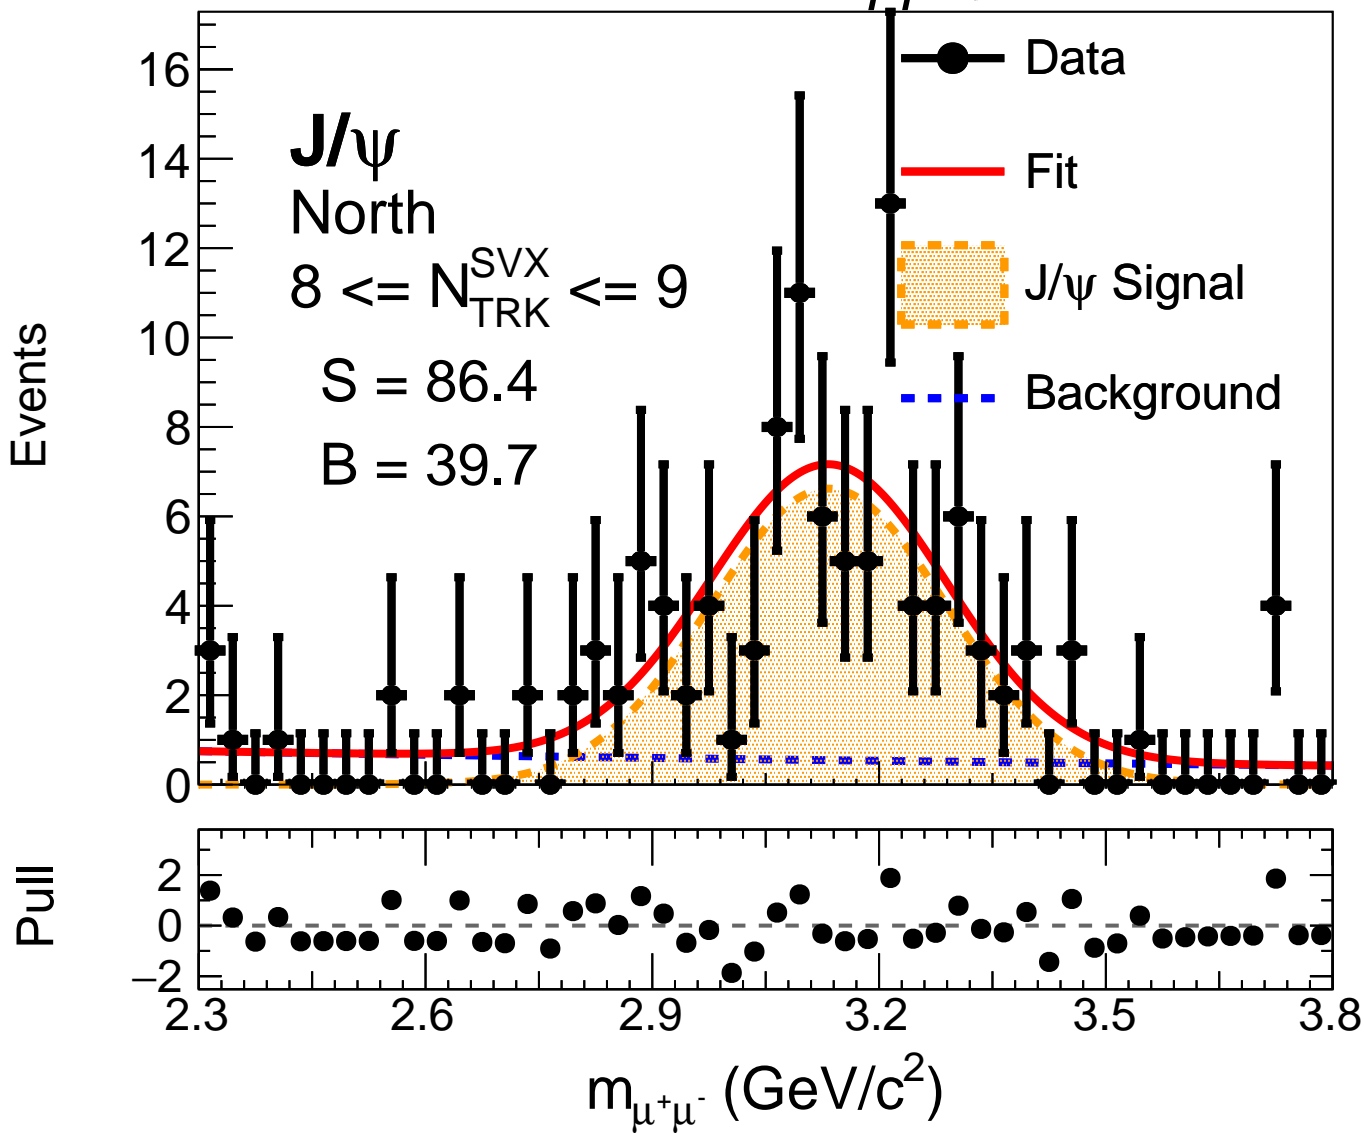 Data
Fit
J/ψ Signal
Background
J/ψ
North
8 <= N_TRK^SVX <= 9
S = 86.4
B = 39.7
Events
16
14
12
10
8
6
4
2
0
Pull
2
0
−2
2.3 2.6 2.9 3.2 3.5 3.8
m_μ⁺μ⁻ (GeV/c²)